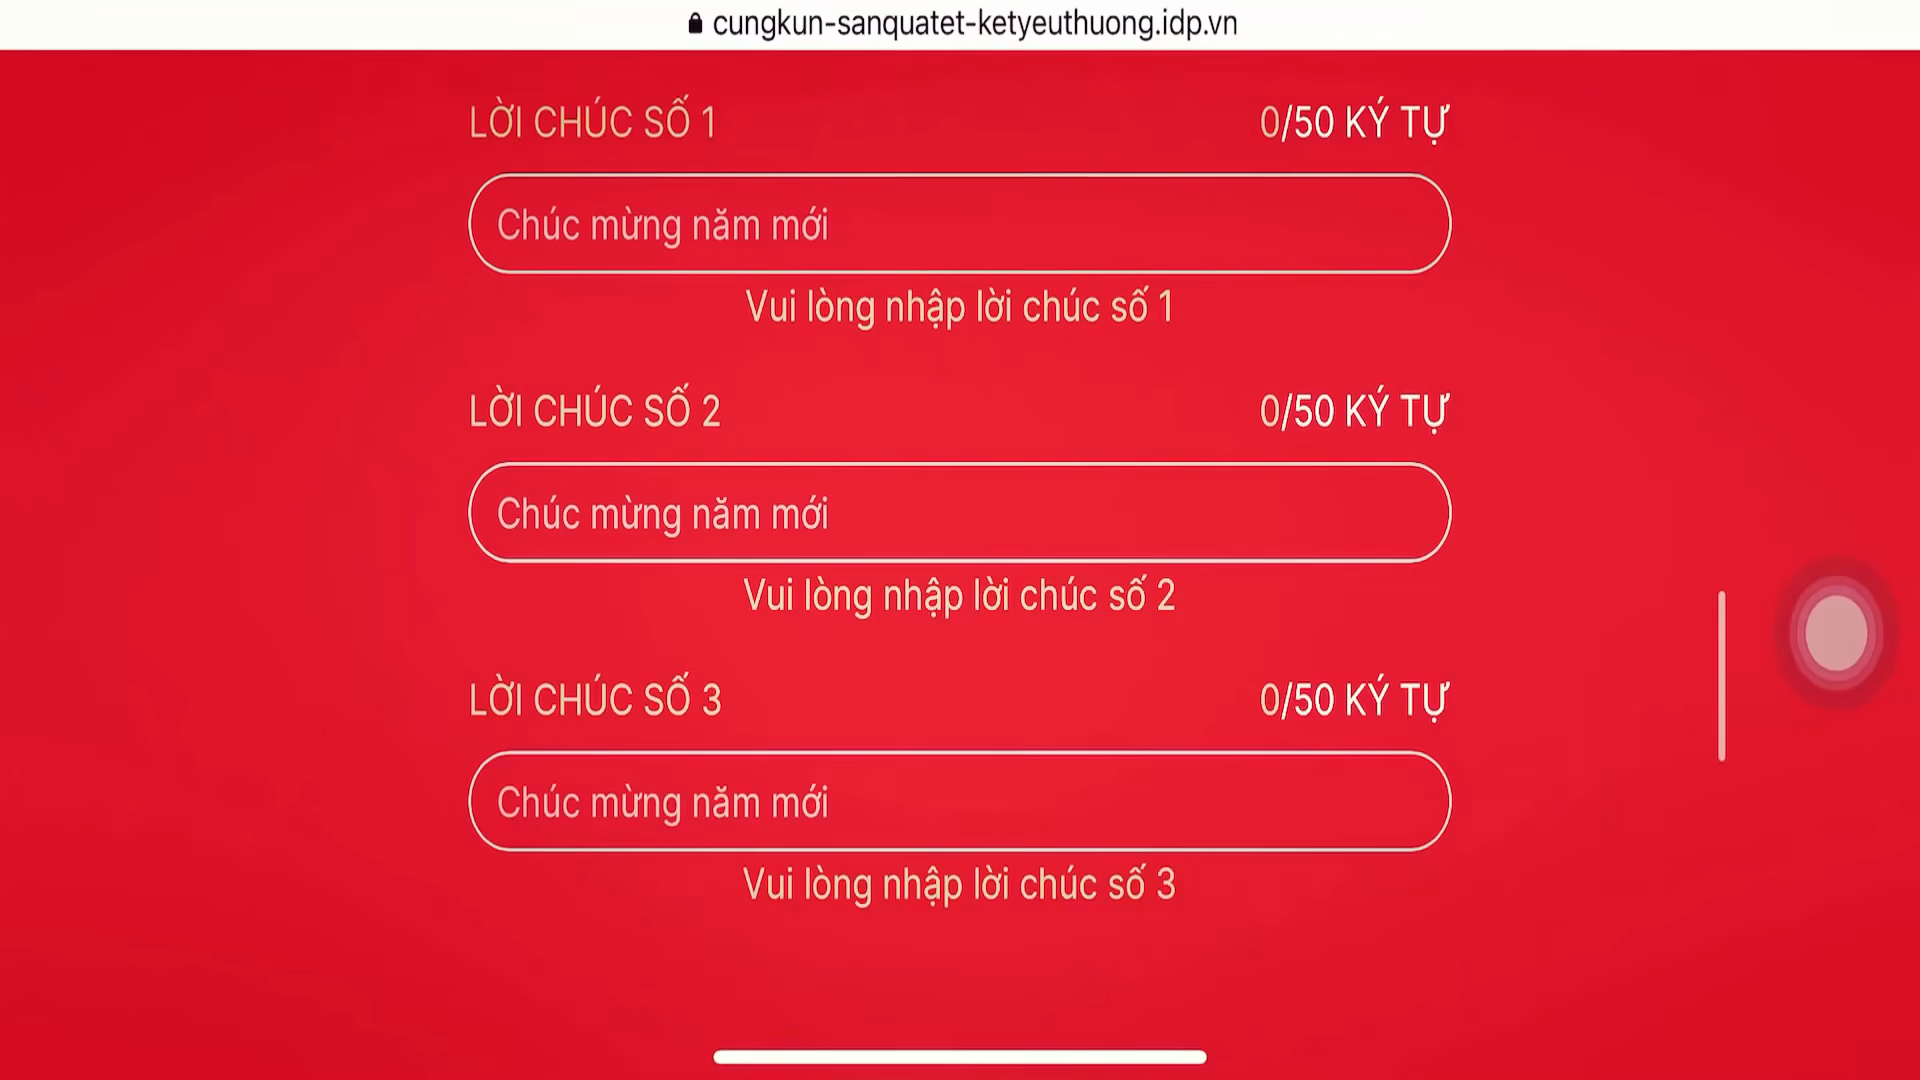 cungkun-sanquatet-ketyeuthuong.idp.vn
LỜI CHÚC SỐ 1 0/50 KÝ TỰ
Chúc mừng năm mới
Vui lòng nhập lời chúc số 1
LỜI CHÚC SỐ 2 0/50 KÝ TỰ
Chúc mừng năm mới
Vui lòng nhập lời chúc số 2
LỜI CHÚC SỐ 3 0/50 KÝ TỰ
Chúc mừng năm mới
Vui lòng nhập lời chúc số 3